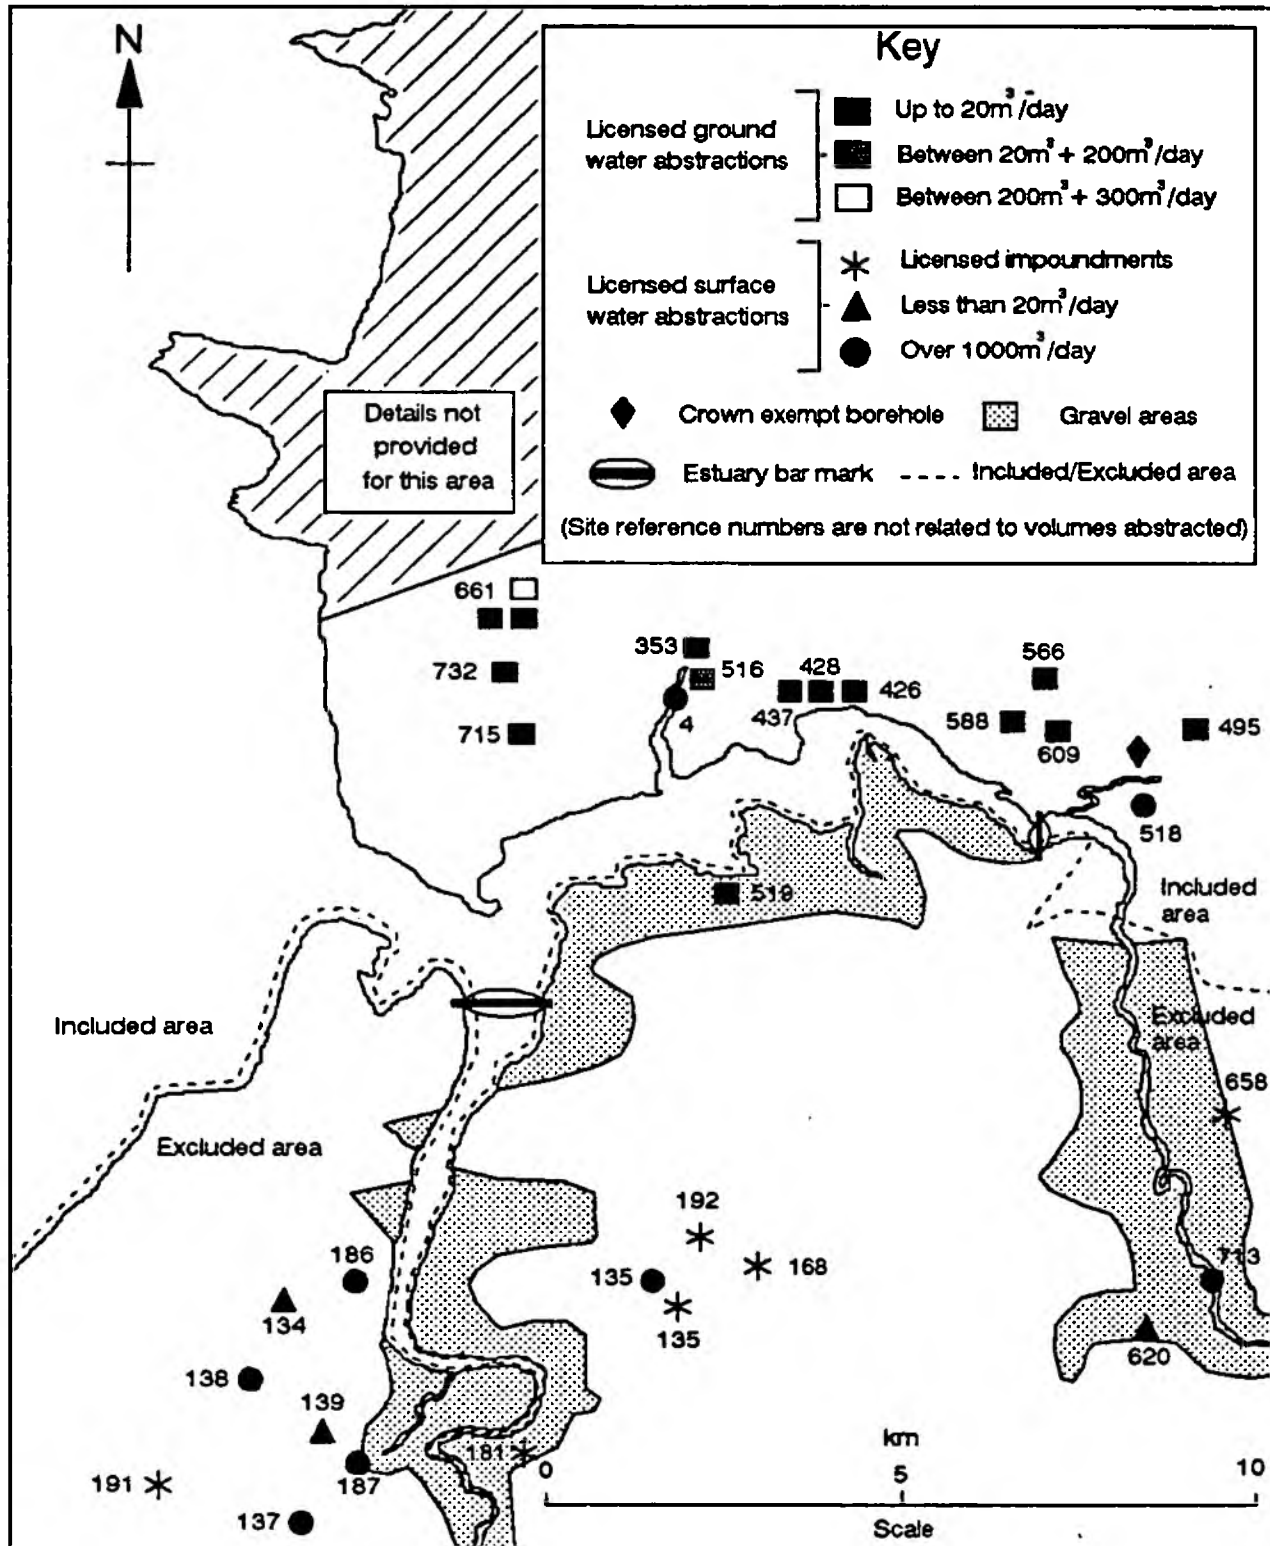 N
Key
Licensed ground
water abstractions
Up to 20m³/day
Between 20m³ + 200m³/day
Between 200m³ + 300m³/day
Licensed surface
water abstractions
Licensed impoundments
Less than 20m³/day
Over 1000m³/day
Crown exempt borehole
Gravel areas
Estuary bar mark
Included/Excluded area
(Site reference numbers are not related to volumes abstracted)
Details not
provided
for this area
661
732
715
353
516
4
428
437
426
566
588
609
495
518
519
Included
area
Excluded
area
658
Included area
Excluded area
192
168
135
135
186
134
138
139
187
191
137
181
713
620
km
0
5
10
Scale